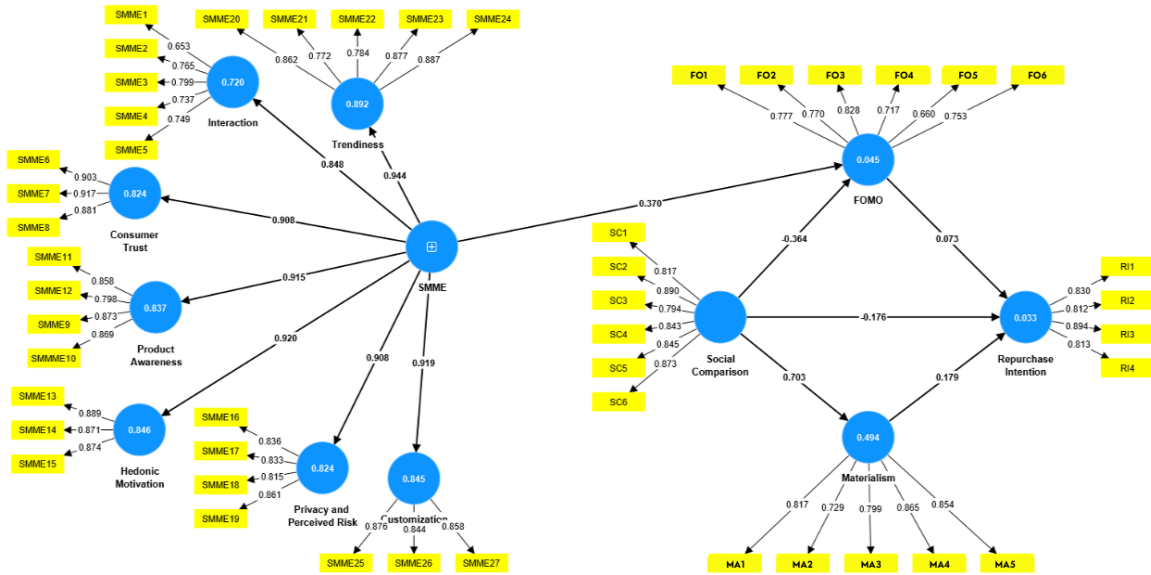 SMME1
SMME2
SMME3
SMME4
SMME5
0.653
0.765
0.799
0.737
0.749
0.720
Interaction
SMME20
SMME21
SMME22
SMME23
SMME24
0.862
0.772
0.784
0.877
0.887
0.892
Trendiness
SMME6
SMME7
SMME8
0.903
0.917
0.881
0.824
Consumer
Trust
SMME11
SMME12
SMME9
SMMME10
0.858
0.798
0.873
0.869
0.837
Product
Awareness
SMME13
SMME14
SMME15
0.889
0.871
0.874
0.846
Hedonic
Motivation
SMME16
SMME17
SMME18
SMME19
0.836
0.833
0.815
0.861
0.824
Privacy and
Perceived Risk
0.845
Customization
0.876
0.844
0.858
SMME25
SMME26
SMME27
0.848
0.944
0.908
0.915
0.920
0.908
0.919
SMME
0.370
FO1
FO2
FO3
FO4
FO5
FO6
0.777
0.770
0.828
0.717
0.660
0.753
0.045
FOMO
-0.364
0.073
SC1
SC2
SC3
SC4
SC5
SC6
0.817
0.890
0.794
0.843
0.845
0.873
Social
Comparison
-0.176
0.703
0.179
0.033
Repurchase
Intention
RI1
RI2
RI3
RI4
0.830
0.812
0.894
0.813
0.494
Materialism
0.817
0.729
0.799
0.865
0.854
MA1
MA2
MA3
MA4
MA5